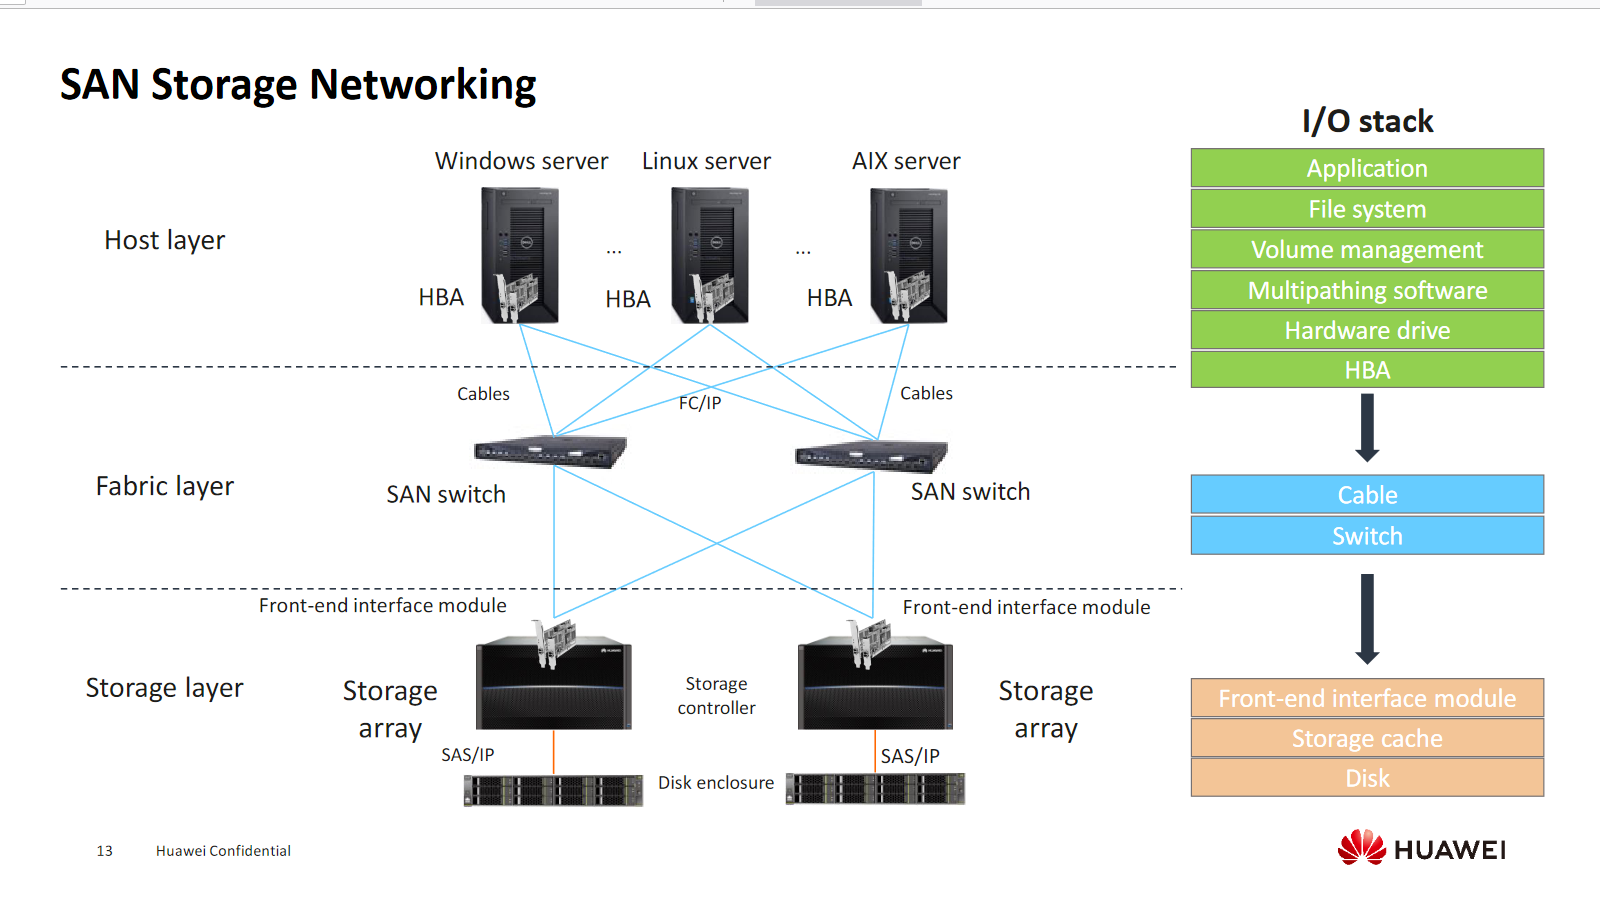 SAN Storage Networking
I/O stack
Windows server
Linux server
AIX server
Host layer
...
...
HBA
HBA
HBA
Application
File system
Volume management
Multipathing software
Hardware drive
HBA
Cables
FC/IP
Cables
Fabric layer
SAN switch
SAN switch
Cable
Switch
Front-end interface module
Front-end interface module
HUAWEI
HUAWEI
Storage layer
Storage
array
Storage
controller
Storage
array
SAS/IP
SAS/IP
Disk enclosure
Front-end interface module
Storage cache
Disk
13
Huawei Confidential
HUAWEI